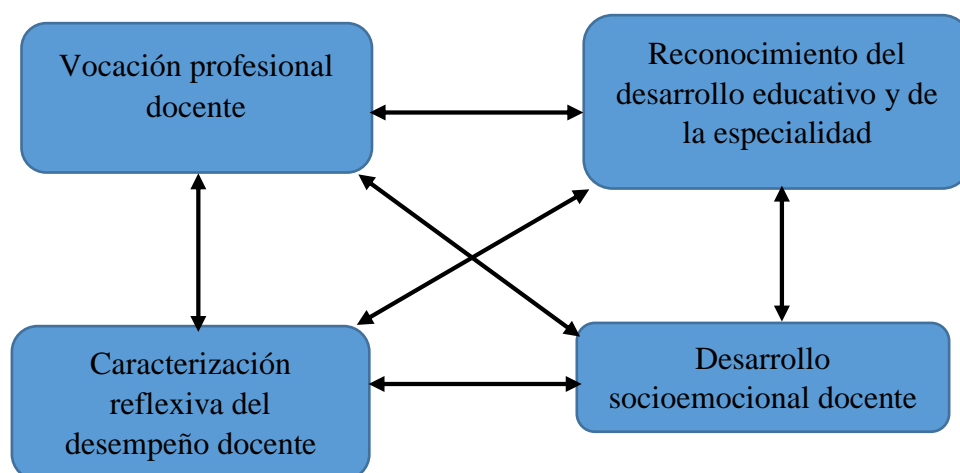 Vocación profesional
docente
Reconocimiento del
desarrollo educativo y de
la especialidad
Caracterización
reflexiva del
desempeño docente
Desarrollo
socioemocional docente